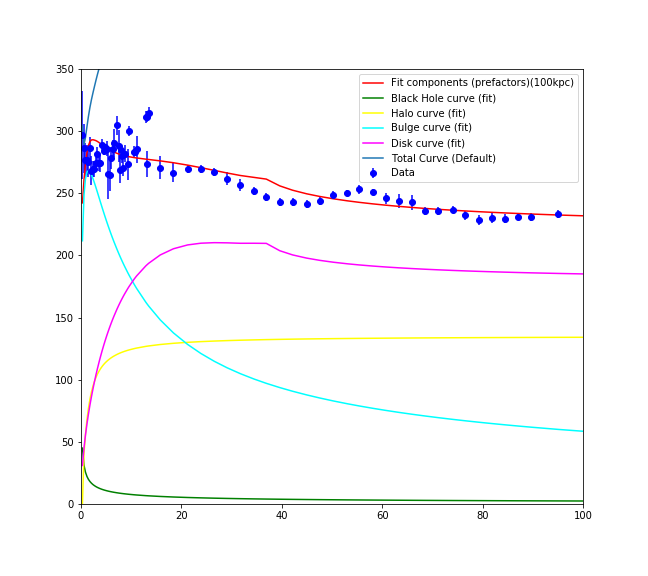 350
300
250
200
150
100
50
0
0 20 40 60 80 100
Fit components (prefactors)(100kpc)
Black Hole curve (fit)
Halo curve (fit)
Bulge curve (fit)
Disk curve (fit)
Total Curve (Default)
Data